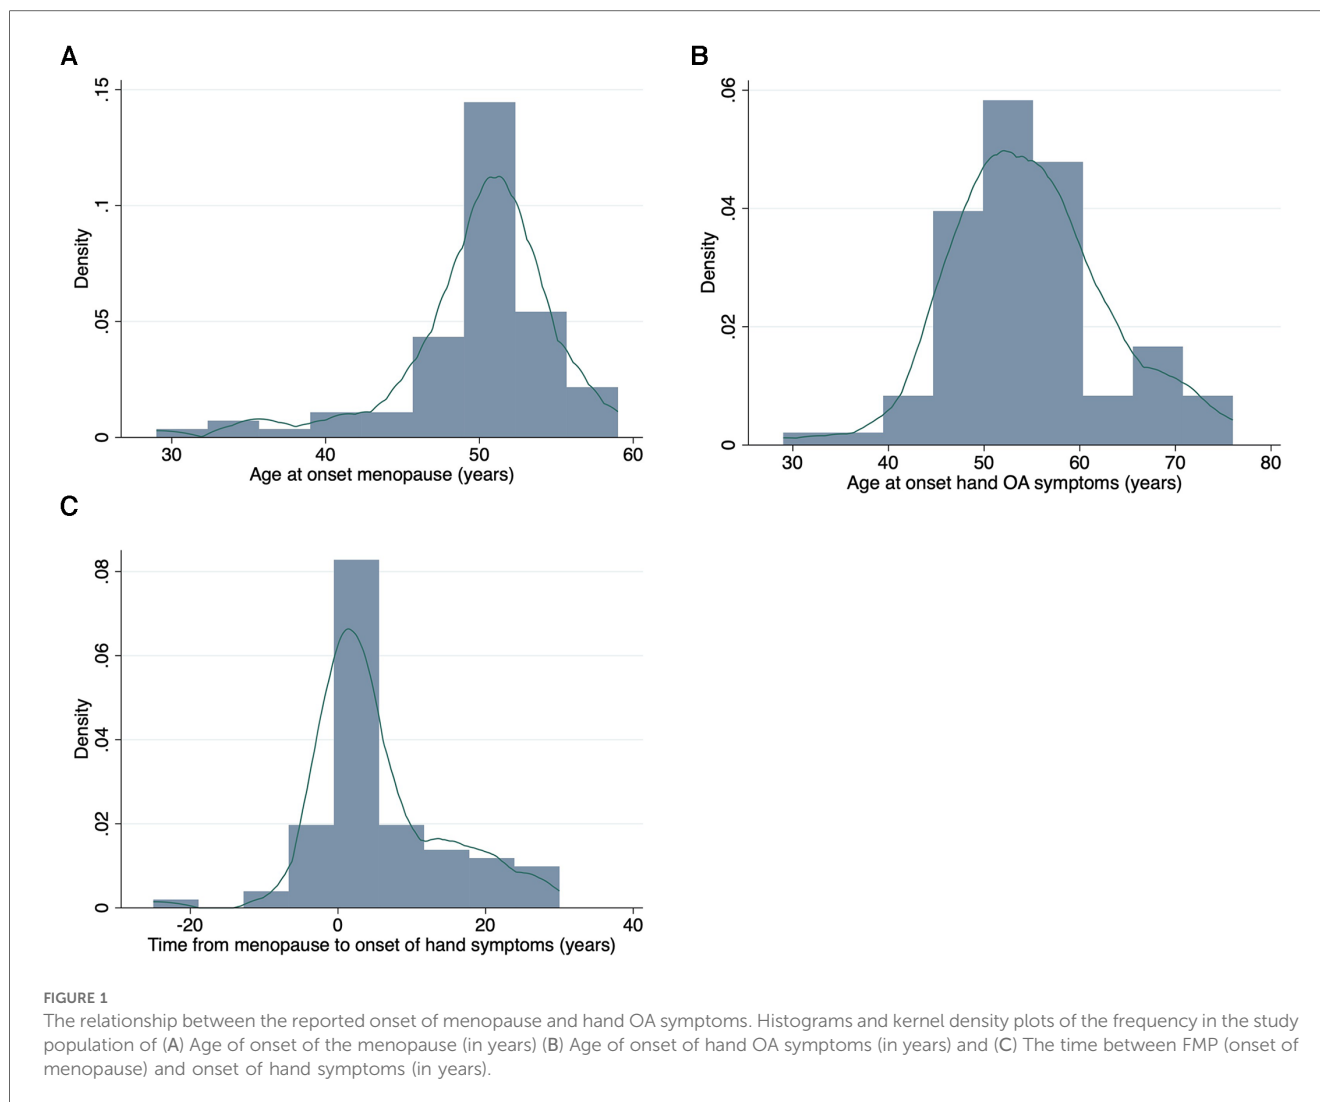 A
.15
.1
.05
0
Density
30 40 50 60
Age at onset menopause (years)
B
.06
.04
.02
0
Density
30 40 50 60 70 80
Age at onset hand OA symptoms (years)
C
.08
.06
.04
.02
0
Density
-20 0 20 40
Time from menopause to onset of hand symptoms (years)
FIGURE 1
The relationship between the reported onset of menopause and hand OA symptoms. Histograms and kernel density plots of the frequency in the study
population of (A) Age of onset of the menopause (in years) (B) Age of onset of hand OA symptoms (in years) and (C) The time between FMP (onset of
menopause) and onset of hand symptoms (in years).